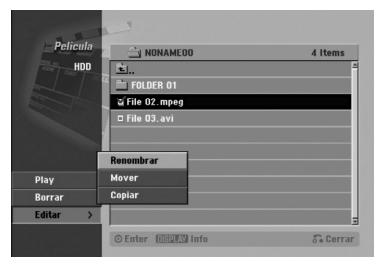 Película
HDD
NONAME00 4 Items
..
FOLDER 01
File 02.mpeg
File 03.avi
Renombrar
Mover
Copiar
Play
Borrar
Editar >
Enter DISPLAY Info Cerrar